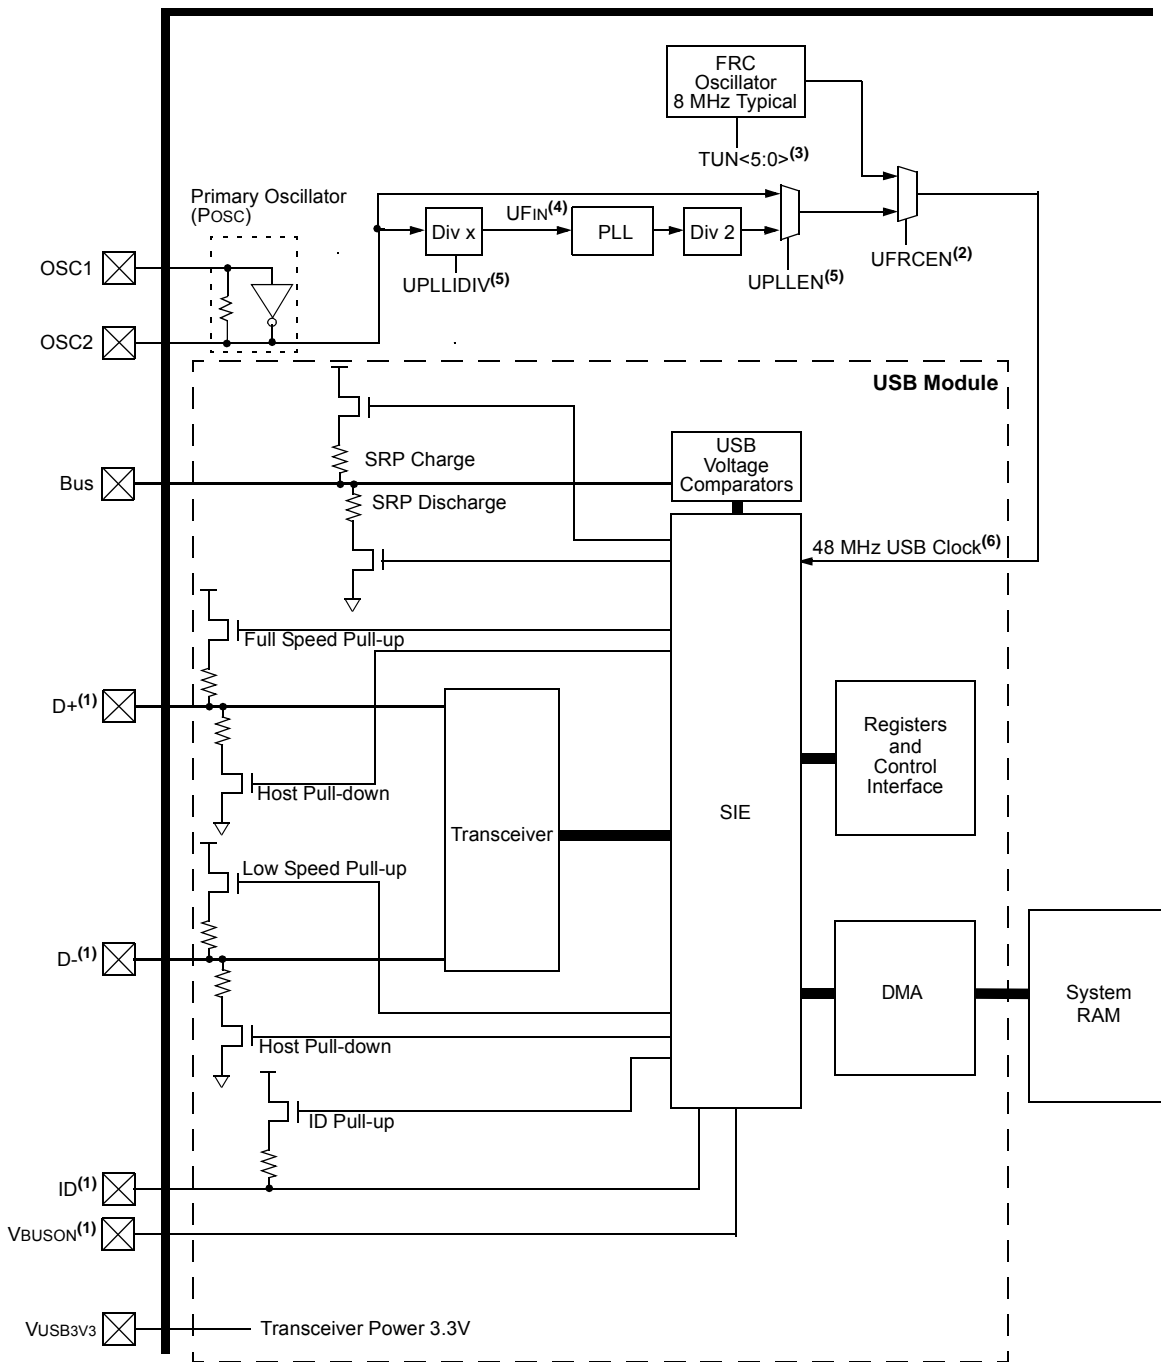 FRC
Oscillator
8 MHz Typical
TUN<5:0>(3)
Primary Oscillator
(POSC)
UFIN(4)
Div x
PLL
Div 2
UPLLIDIV(5)
UPLLEN(5)
UFRCEN(2)
OSC1
OSC2
USB Module
USB
Voltage
Comparators
SRP Charge
Bus
SRP Discharge
48 MHz USB Clock(6)
Full Speed Pull-up
D+(1)
Registers
and
Control
Interface
Host Pull-down
SIE
Transceiver
Low Speed Pull-up
D-(1)
DMA
System
RAM
Host Pull-down
ID Pull-up
ID(1)
VBUSON(1)
VUSB3V3
Transceiver Power 3.3V